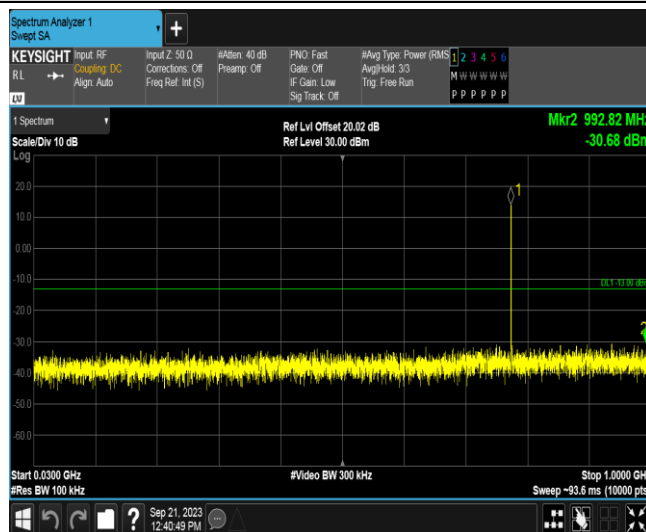 Spectrum Analyzer 1
Swept SA
KEYSIGHT
RL
LXI
Input: RF
Coupling: DC
Align: Auto
Input Z: 50 Ω
Corrections: Off
Freq Ref: Int (S)
#Atten: 40 dB
Preamp: Off
PNO: Fast
Gate: Off
IF Gain: Low
Sig Track: Off
#Avg Type: Power (RMS
Avg|Hold: 3/3
Trig: Free Run
1 2 3 4 5 6
M W W W W W
P P P P P P
1 Spectrum
Scale/Div 10 dB
Log
Ref Lvl Offset 20.02 dB
Ref Level 30.00 dBm
Mkr2 992.82 MHz
-30.68 dBm
1
20.0
10.0
0.00
-10.0
DL1 -13.00 dBm
-20.0
-30.0
-40.0
-50.0
-60.0
Start 0.0300 GHz
#Res BW 100 kHz
#Video BW 300 kHz
Stop 1.0000 GH
Sweep ~93.6 ms (10000 pts
?
Sep 21, 2023
12:40:49 PM